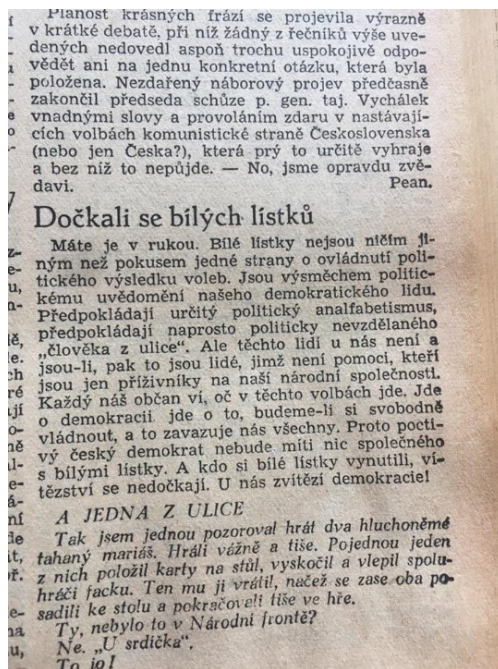 Planost krásných frází se projevila výrazně
v krátké debatě, při níž žádný z řečníků výše uve-
dených nedovedl aspoň trochu uspokojivě odpo-
vědět ani na jednu konkretní otázku, která byla
položena. Nezdařený náborový projev předčasně
zakončil předseda schůze p. gen. taj. Vychálek
vnadnými slovy a provoláním zdaru v nastávají-
cích volbách komunistické straně Československa
(nebo jen Česka?), která prý to určitě vyhraje
a bez niž to nepůjde. — No, jsme opravdu zvě-
davi. Pean.
Dočkali se bílých lístků
Máte je v rukou. Bílé lístky nejsou ničím ji-
ným než pokusem jedné strany o ovládnutí poli-
tického výsledku voleb. Jsou výsměchem politic-
kému uvědomění našeho demokratického lidu.
Předpokládají určitý politický analfabetismus,
předpokládají naprosto politicky nevzdělaného
„člověka z ulice“. Ale těchto lidí u nás není a
jsou-li, pak to jsou lidé, jimž není pomoci, kteří
jsou jen příživníky na naší národní společnosti.
Každý náš občan ví, oč v těchto volbách jde. Jde
o demokracii jde o to, budeme-li si svobodně
vládnout, a to zavazuje nás všechny. Proto pocti-
vý český demokrat nebude míti nic společného
s bílými lístky. A kdo si bílé lístky vynutili, ví-
tězství se nedočkají. U nás zvítězí demokracie!
A JEDNA Z ULICE
Tak jsem jednou pozoroval hrát dva hluchoněmé
tahaný mariáš. Hráli vážně a tiše. Pojednou jeden
z nich položil karty na stůl, vyskočil a vlepil spolu-
hráči facku. Ten mu ji vrátil, načež se zase oba po-
sadili ke stolu a pokračovali tiše ve hře.
Ty, nebylo to v Národní frontě?
Ne. „U srdíčka“.
To jo!